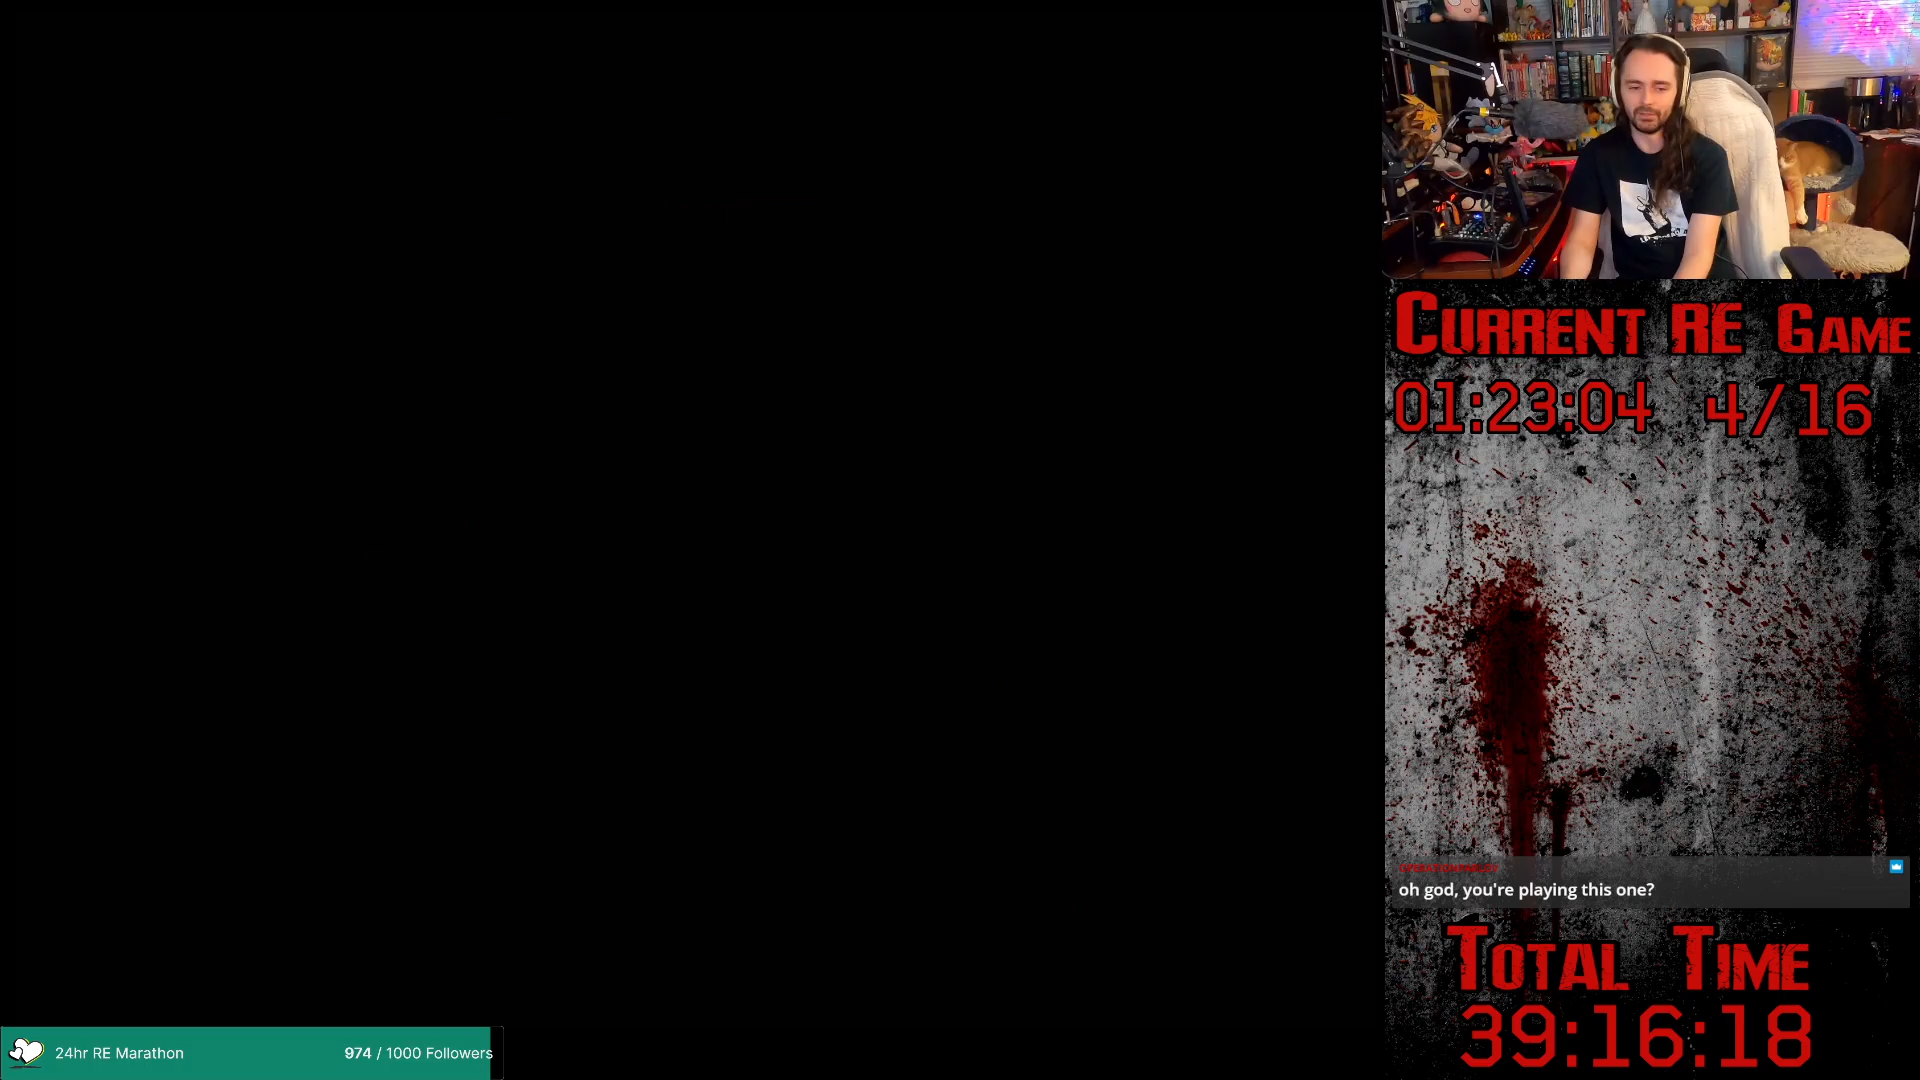 CURRENT RE GAME
01:23:04 4/16
oh god, you're playing this one?
TOTAL TIME
39:16:18
24hr RE Marathon 974 / 1000 Followers